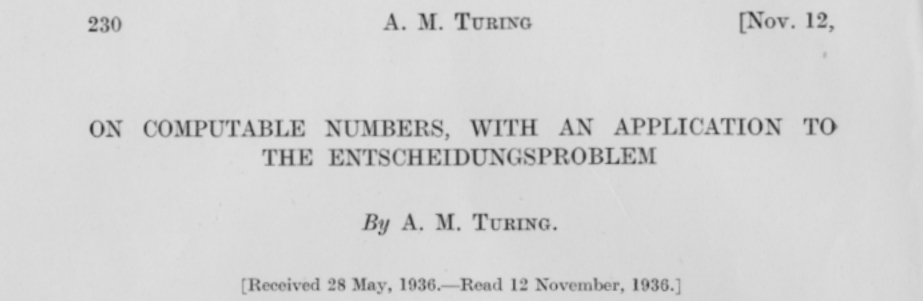 230 A. M. TURING [Nov. 12,
ON COMPUTABLE NUMBERS, WITH AN APPLICATION TO
THE ENTSCHEIDUNGSPROBLEM
By A. M. TURING.
[Received 28 May, 1936.—Read 12 November, 1936.]